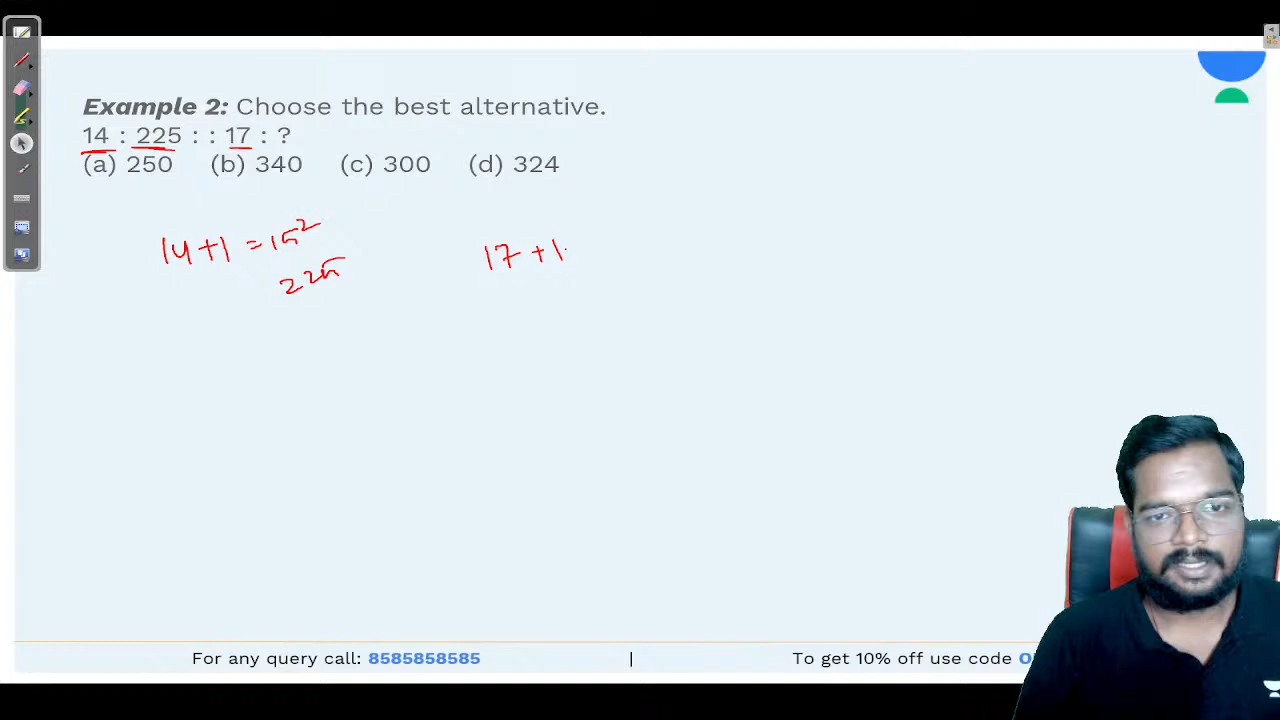 Example 2: Choose the best alternative.
14 : 225 : : 17 : ?
(a) 250 (b) 340 (c) 300 (d) 324
14+1 = 15²
225
17 +1
For any query call: 8585858585 | To get 10% off use code